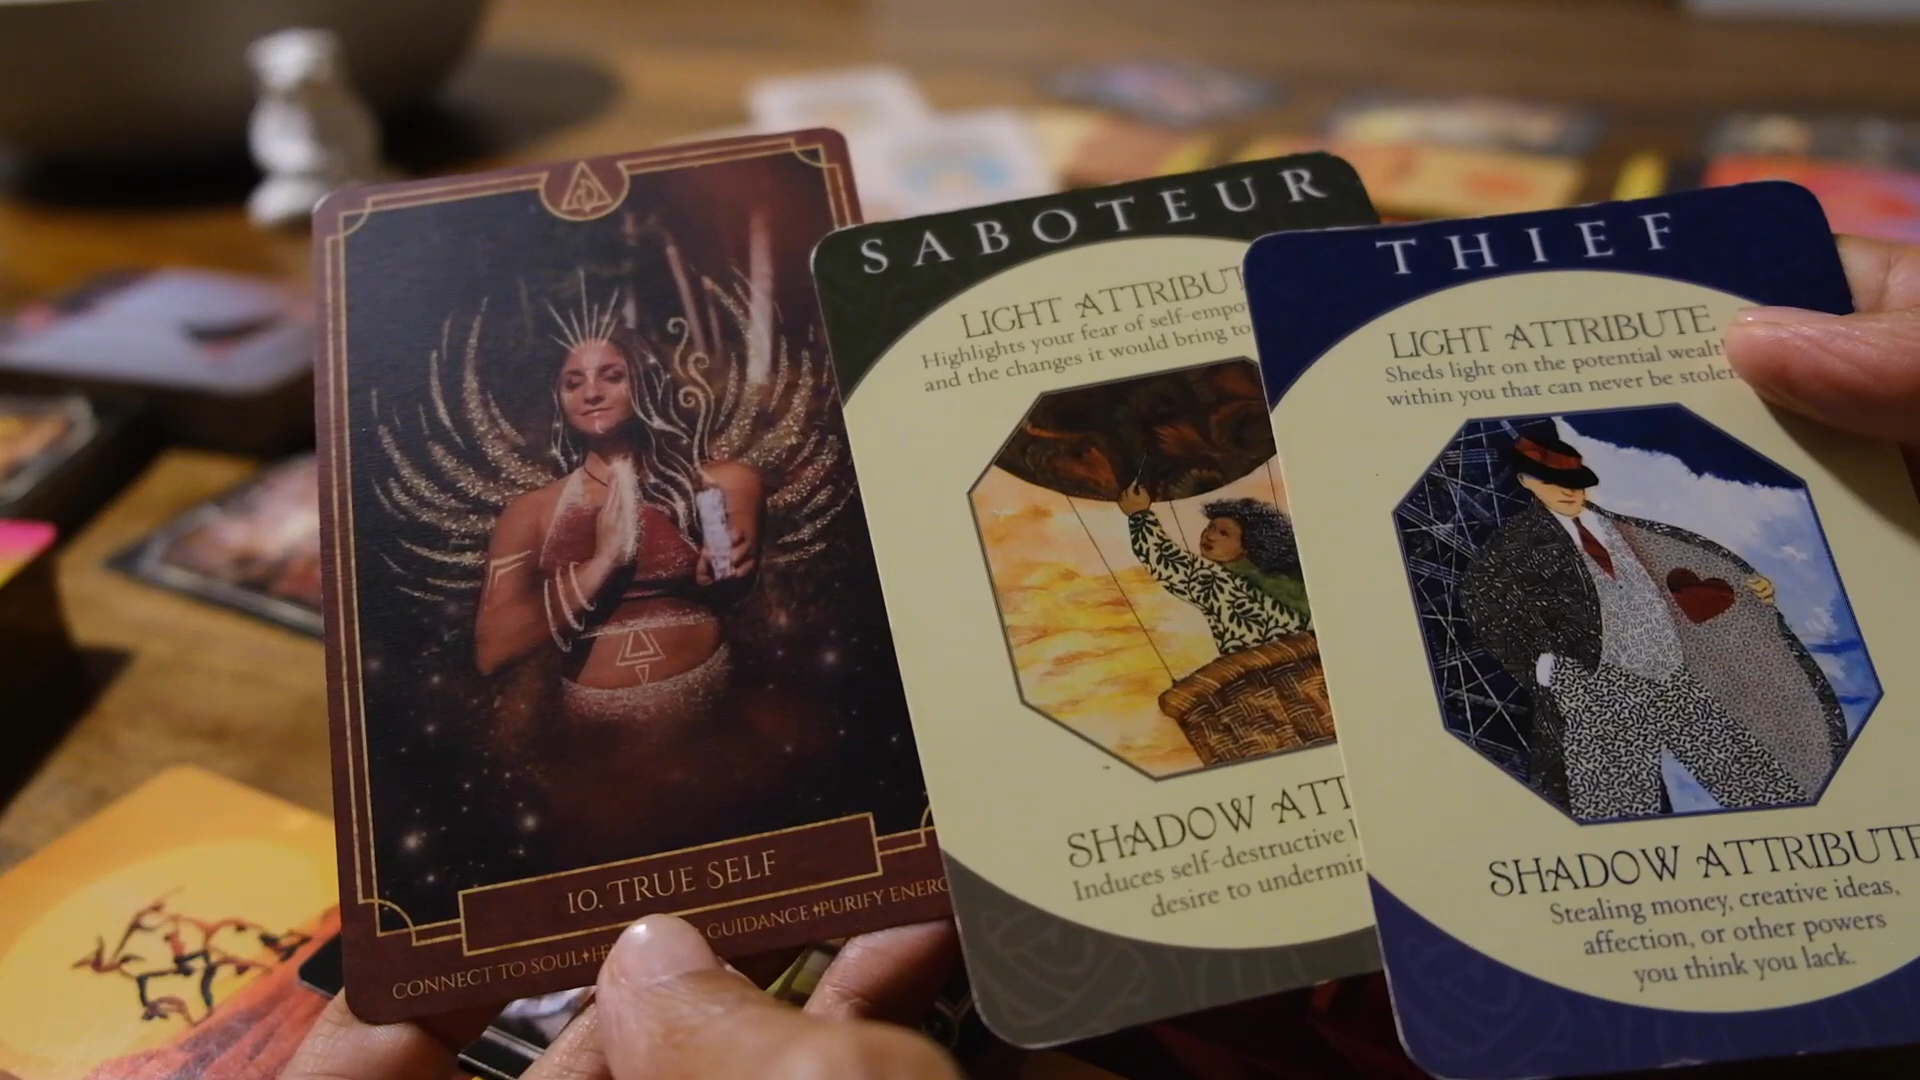 10. TRUE SELF
CONNECT TO SOUL
GUIDANCE PURIFY
SABOTEUR
LIGHT
Highlights your fear of
and the changes it would bring to
SHADOW
Induces self-destructive
desire to
THIEF
LIGHT ATTRIBUTE
Sheds light on the potential
within you that can never be
SHADOW ATTRIBUTE
Stealing money, creative ideas,
affection, or other powers
you think you lack.